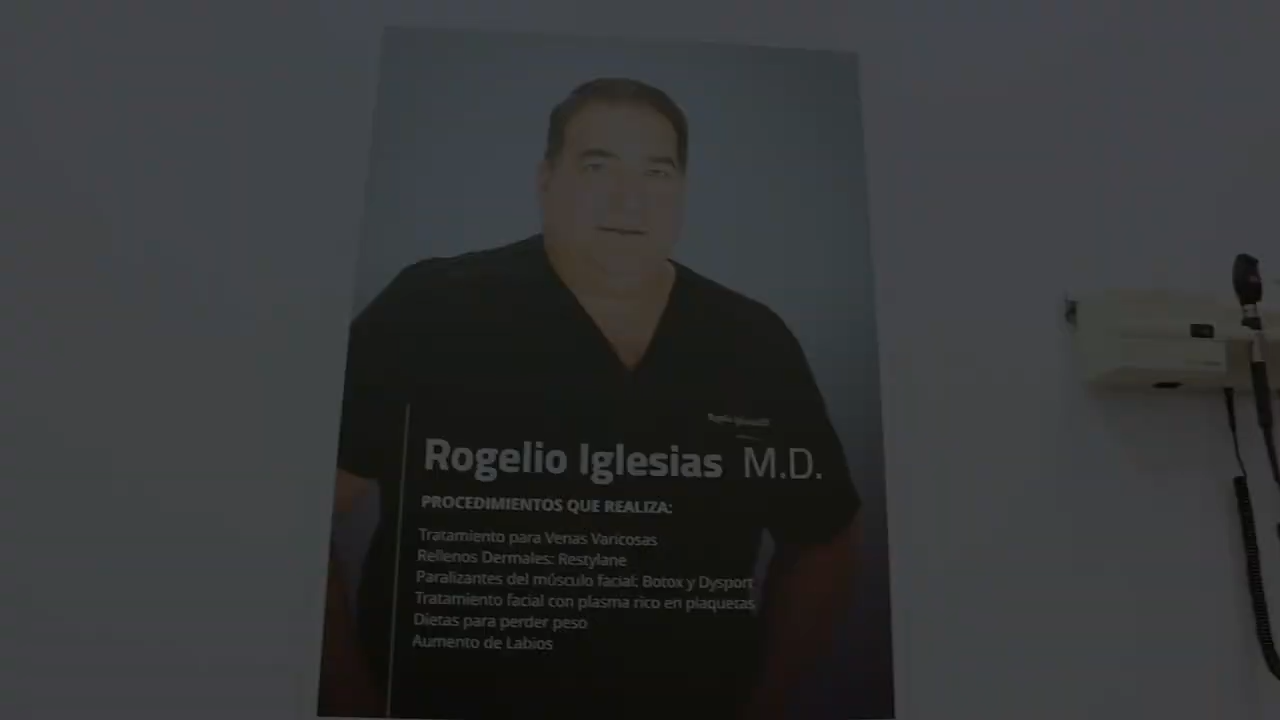 Rogelio Iglesias M.D.
PROCEDIMIENTOS QUE REALIZA:
Tratamiento para Venas Varicosas
Rellenos Dermales: Restylane
Paralizantes del músculo facial: Botox y Dysport
Tratamiento facial con plasma rico en plaquetas
Dietas para perder peso
Aumento de Labios